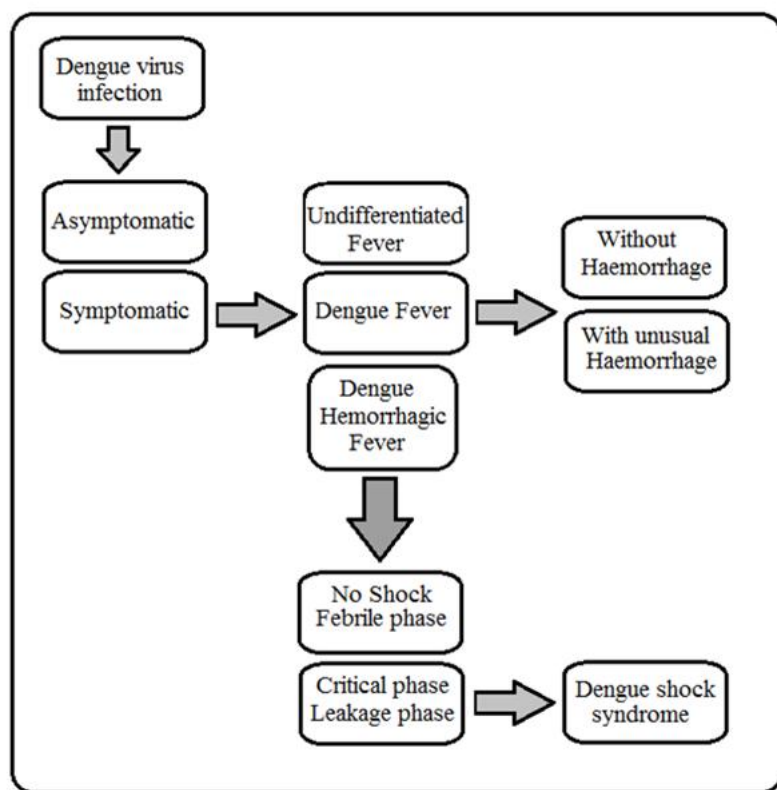 Dengue virus
infection
Asymptomatic
Symptomatic
Undifferentiated
Fever
Dengue Fever
Dengue
Hemorrhagic
Fever
Without
Haemorrhage
With unusual
Haemorrhage
No Shock
Febrile phase
Critical phase
Leakage phase
Dengue shock
syndrome